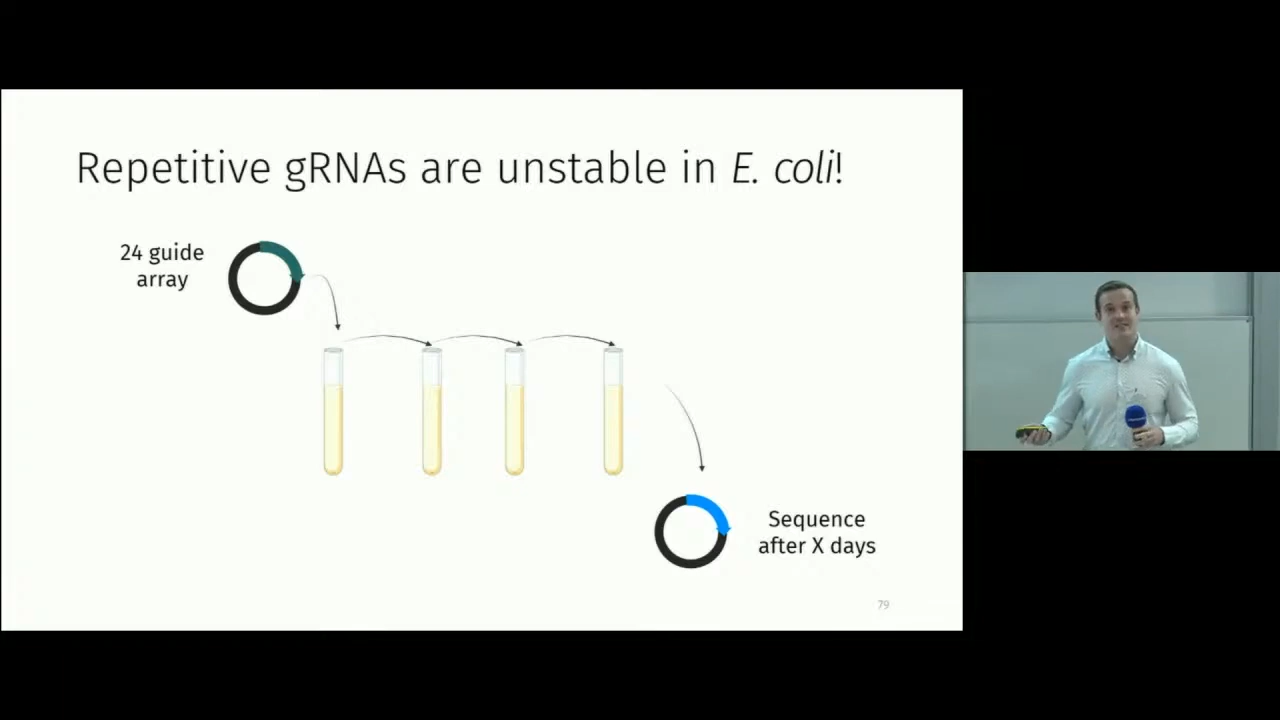 Repetitive gRNAs are unstable in E. coli!
24 guide
array
Sequence
after X days
79